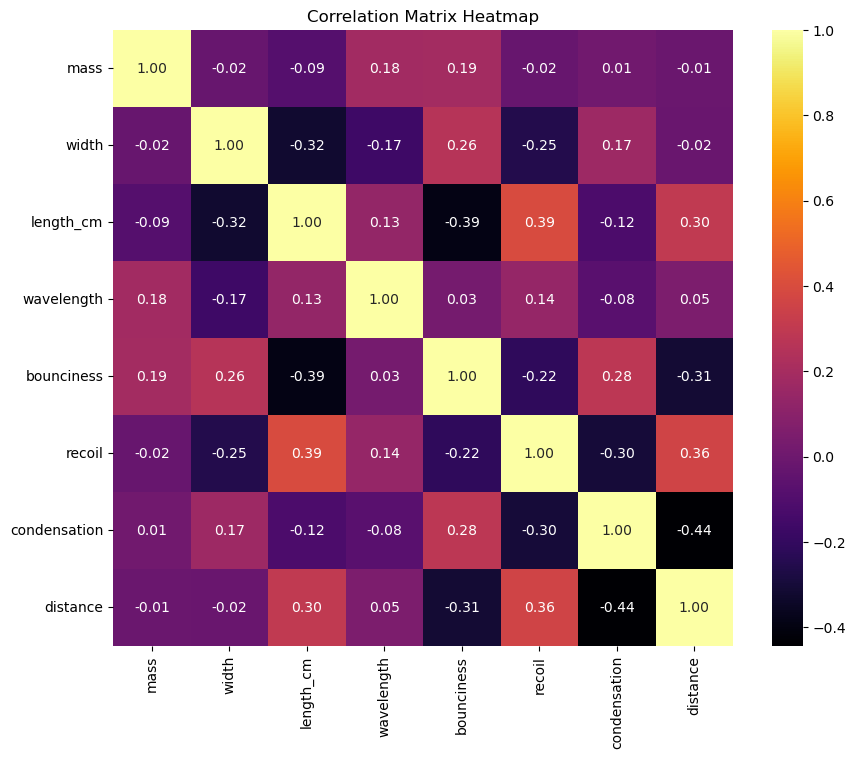 Correlation Matrix Heatmap
mass 1.00 -0.02 -0.09 0.18 0.19 -0.02 0.01 -0.01
width -0.02 1.00 -0.32 -0.17 0.26 -0.25 0.17 -0.02
length_cm -0.09 -0.32 1.00 0.13 -0.39 0.39 -0.12 0.30
wavelength 0.18 -0.17 0.13 1.00 0.03 0.14 -0.08 0.05
bounciness 0.19 0.26 -0.39 0.03 1.00 -0.22 0.28 -0.31
recoil -0.02 -0.25 0.39 0.14 -0.22 1.00 -0.30 0.36
condensation 0.01 0.17 -0.12 -0.08 0.28 -0.30 1.00 -0.44
distance -0.01 -0.02 0.30 0.05 -0.31 0.36 -0.44 1.00
mass width length_cm wavelength bounciness recoil condensation distance
1.0
0.8
0.6
0.4
0.2
0.0
−0.2
−0.4